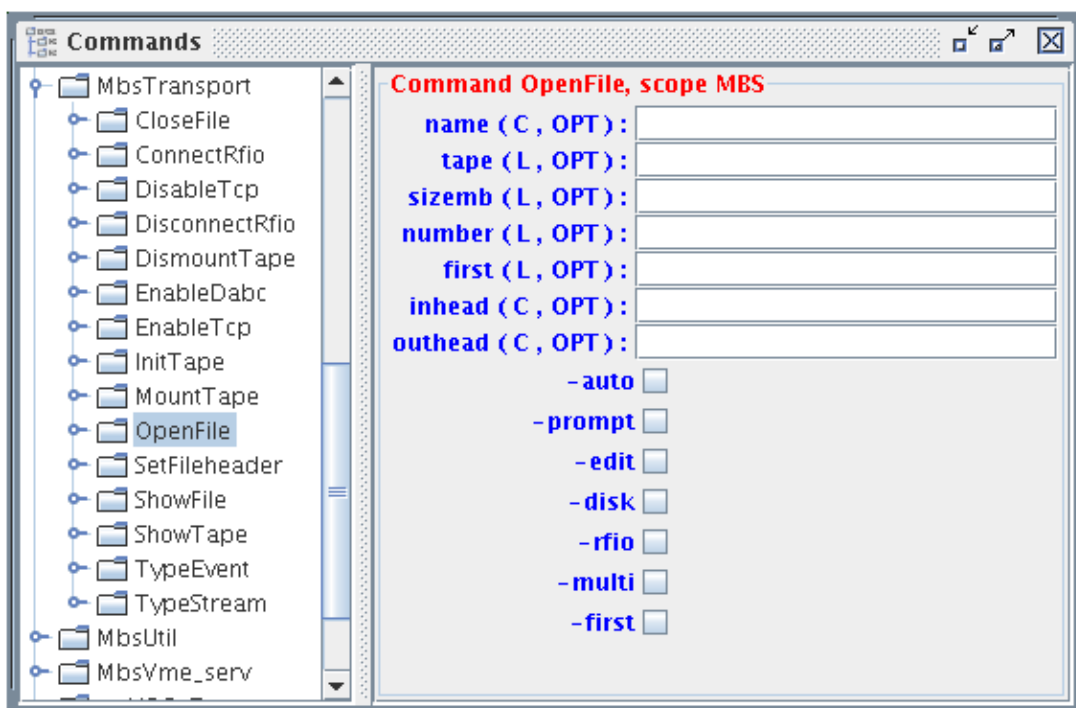 Commands
MbsTransport
CloseFile
ConnectRfio
DisableTcp
DisconnectRfio
DismountTape
EnableDabc
EnableTcp
InitTape
MountTape
OpenFile
SetFileheader
ShowFile
ShowTape
TypeEvent
TypeStream
MbsUtil
MbsVme_serv
Command OpenFile, scope MBS
name ( C , OPT ) :
tape ( L , OPT ) :
sizemb ( L , OPT ) :
number ( L , OPT ) :
first ( L , OPT ) :
inhead ( C , OPT ) :
outhead ( C , OPT ) :
-auto
-prompt
-edit
-disk
-rfio
-multi
-first